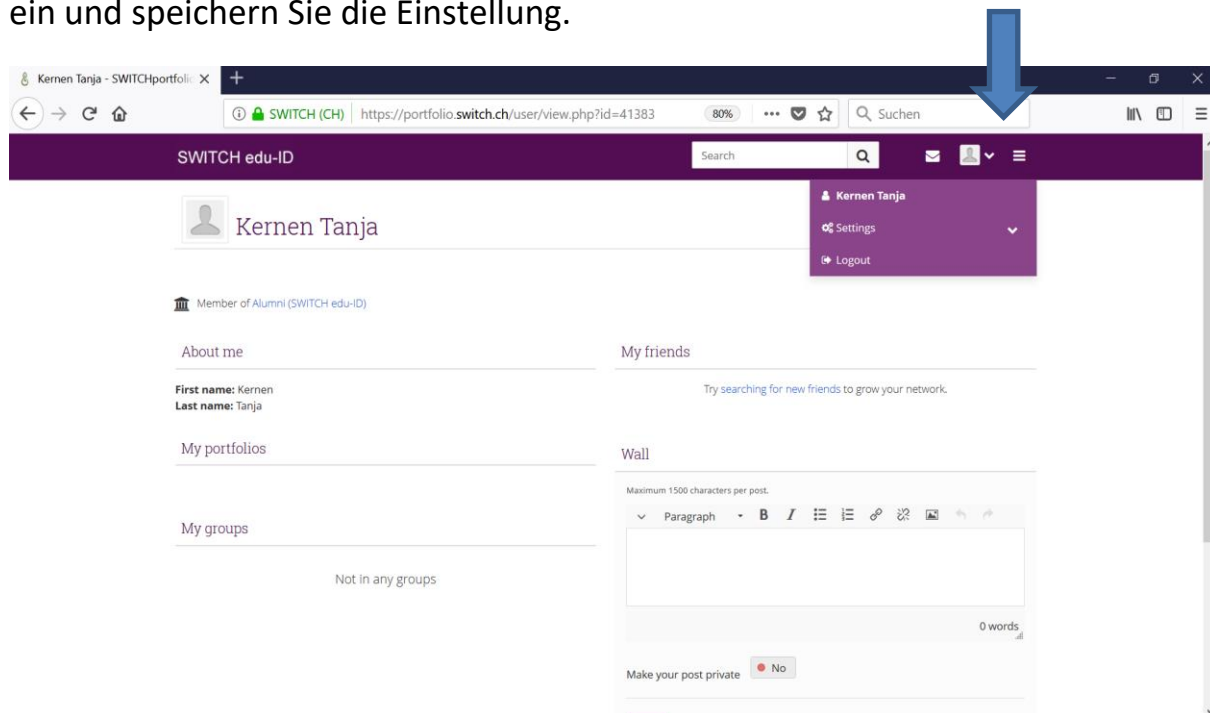 ein und speichern Sie die Einstellung.
Kernen Tanja - SWITCHportfolio
SWITCH (CH) https://portfolio.switch.ch/user/view.php?id=41383 80% Suchen
SWITCH edu-ID Search
Kernen Tanja
Settings
Logout
Kernen Tanja
Member of Alumni (SWITCH edu-ID)
About me
First name: Kernen
Last name: Tanja
My portfolios
My groups
Not in any groups
My friends
Try searching for new friends to grow your network.
Wall
Maximum 1500 characters per post.
Paragraph B I
0 words
Make your post private No